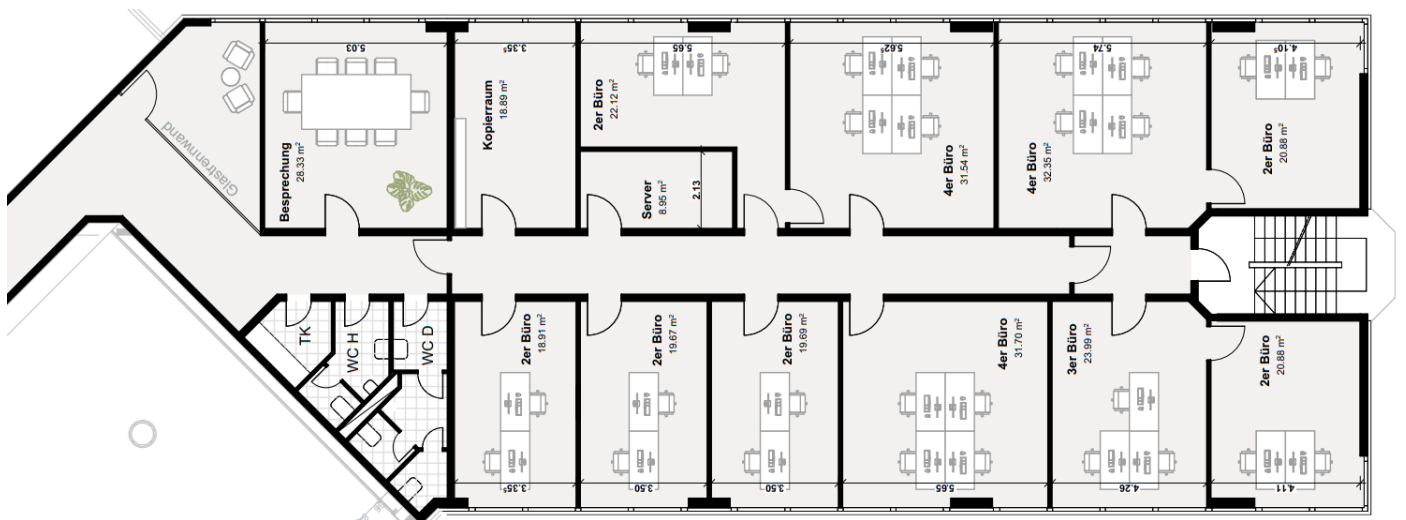 5.03
3.35⁵
5.65
5.62⁵
5.74
4.10⁵
Glastrennwand
Besprechung
28.33 m²
Kopierraum
18.89 m²
2er Büro
22.12 m²
Server
8.95 m²
2.13
4er Büro
31.54 m²
4er Büro
32.35 m²
2er Büro
20.88 m²
TK
WC H
WC D
2er Büro
18.91 m²
2er Büro
19.67 m²
2er Büro
19.69 m²
4er Büro
31.70 m²
3er Büro
23.99 m²
2er Büro
20.88 m²
3.35⁵
3.50
3.50
5.65
4.26
4.11